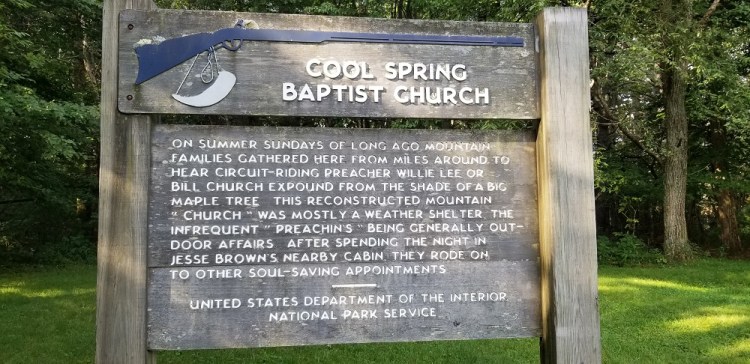 COOL SPRING
BAPTIST CHURCH
ON SUMMER SUNDAYS OF LONG AGO, MOUNTAIN
FAMILIES GATHERED HERE FROM MILES AROUND TO
HEAR CIRCUIT-RIDING PREACHER WILLIE LEE OR
BILL CHURCH EXPOUND FROM THE SHADE OF A BIG
MAPLE TREE THIS RECONSTRUCTED MOUNTAIN
"CHURCH" WAS MOSTLY A WEATHER SHELTER, THE
INFREQUENT "PREACHIN'S" BEING GENERALLY OUT-
DOOR AFFAIRS AFTER SPENDING THE NIGHT IN
JESSE BROWN'S NEARBY CABIN, THEY RODE ON
TO OTHER SOUL-SAVING APPOINTMENTS
UNITED STATES DEPARTMENT OF THE INTERIOR
NATIONAL PARK SERVICE